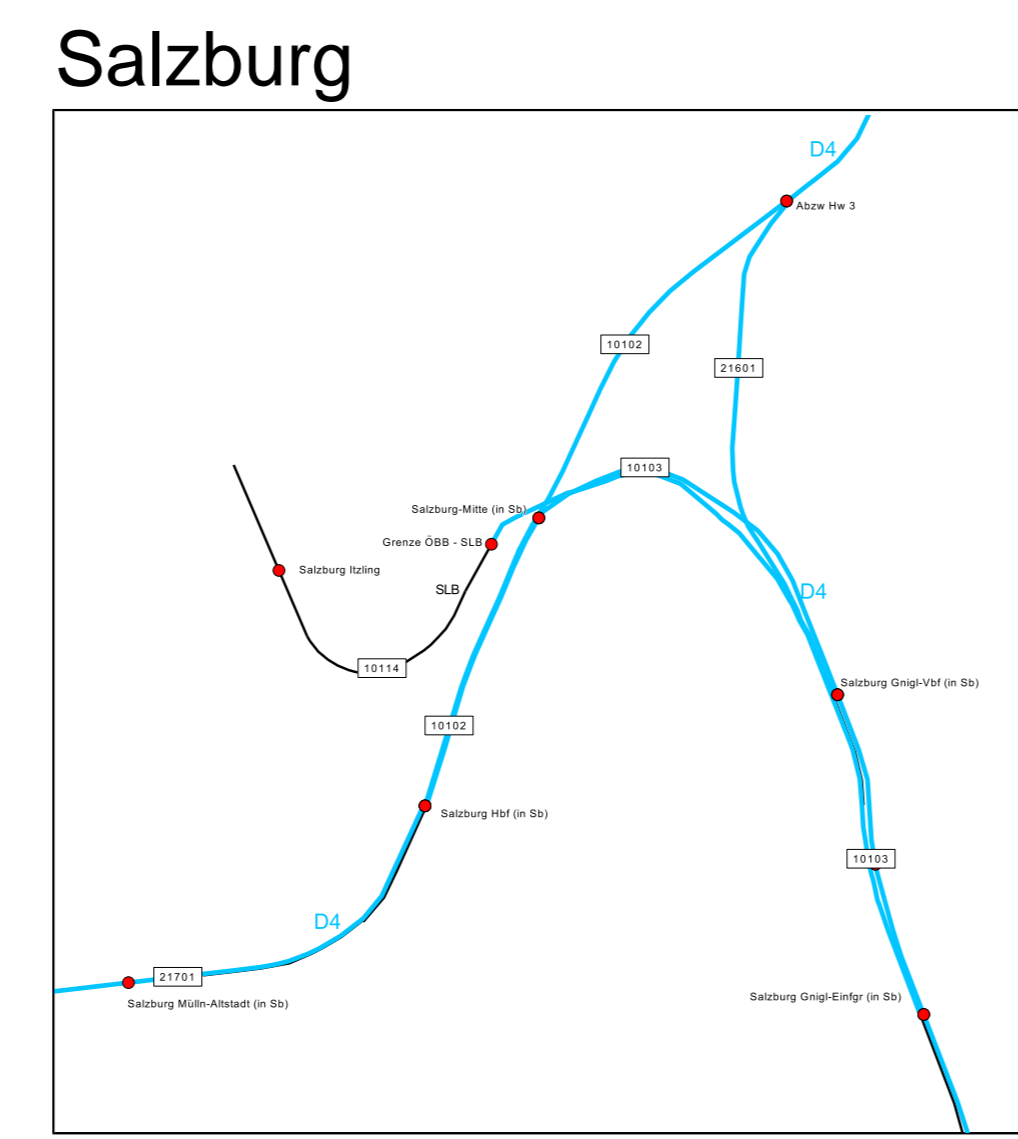 Salzburg
D4
Abzw Hw 3
10102
21601
10103
Salzburg-Mitte (in Sb)
Grenze ÖBB - SLB
Salzburg Itzling
SLB
D4
10114
Salzburg Gnigl-Vbf (in Sb)
10102
Salzburg Hbf (in Sb)
10103
D4
21701
Salzburg Mülln-Altstadt (in Sb)
Salzburg Gnigl-Einfgr (in Sb)